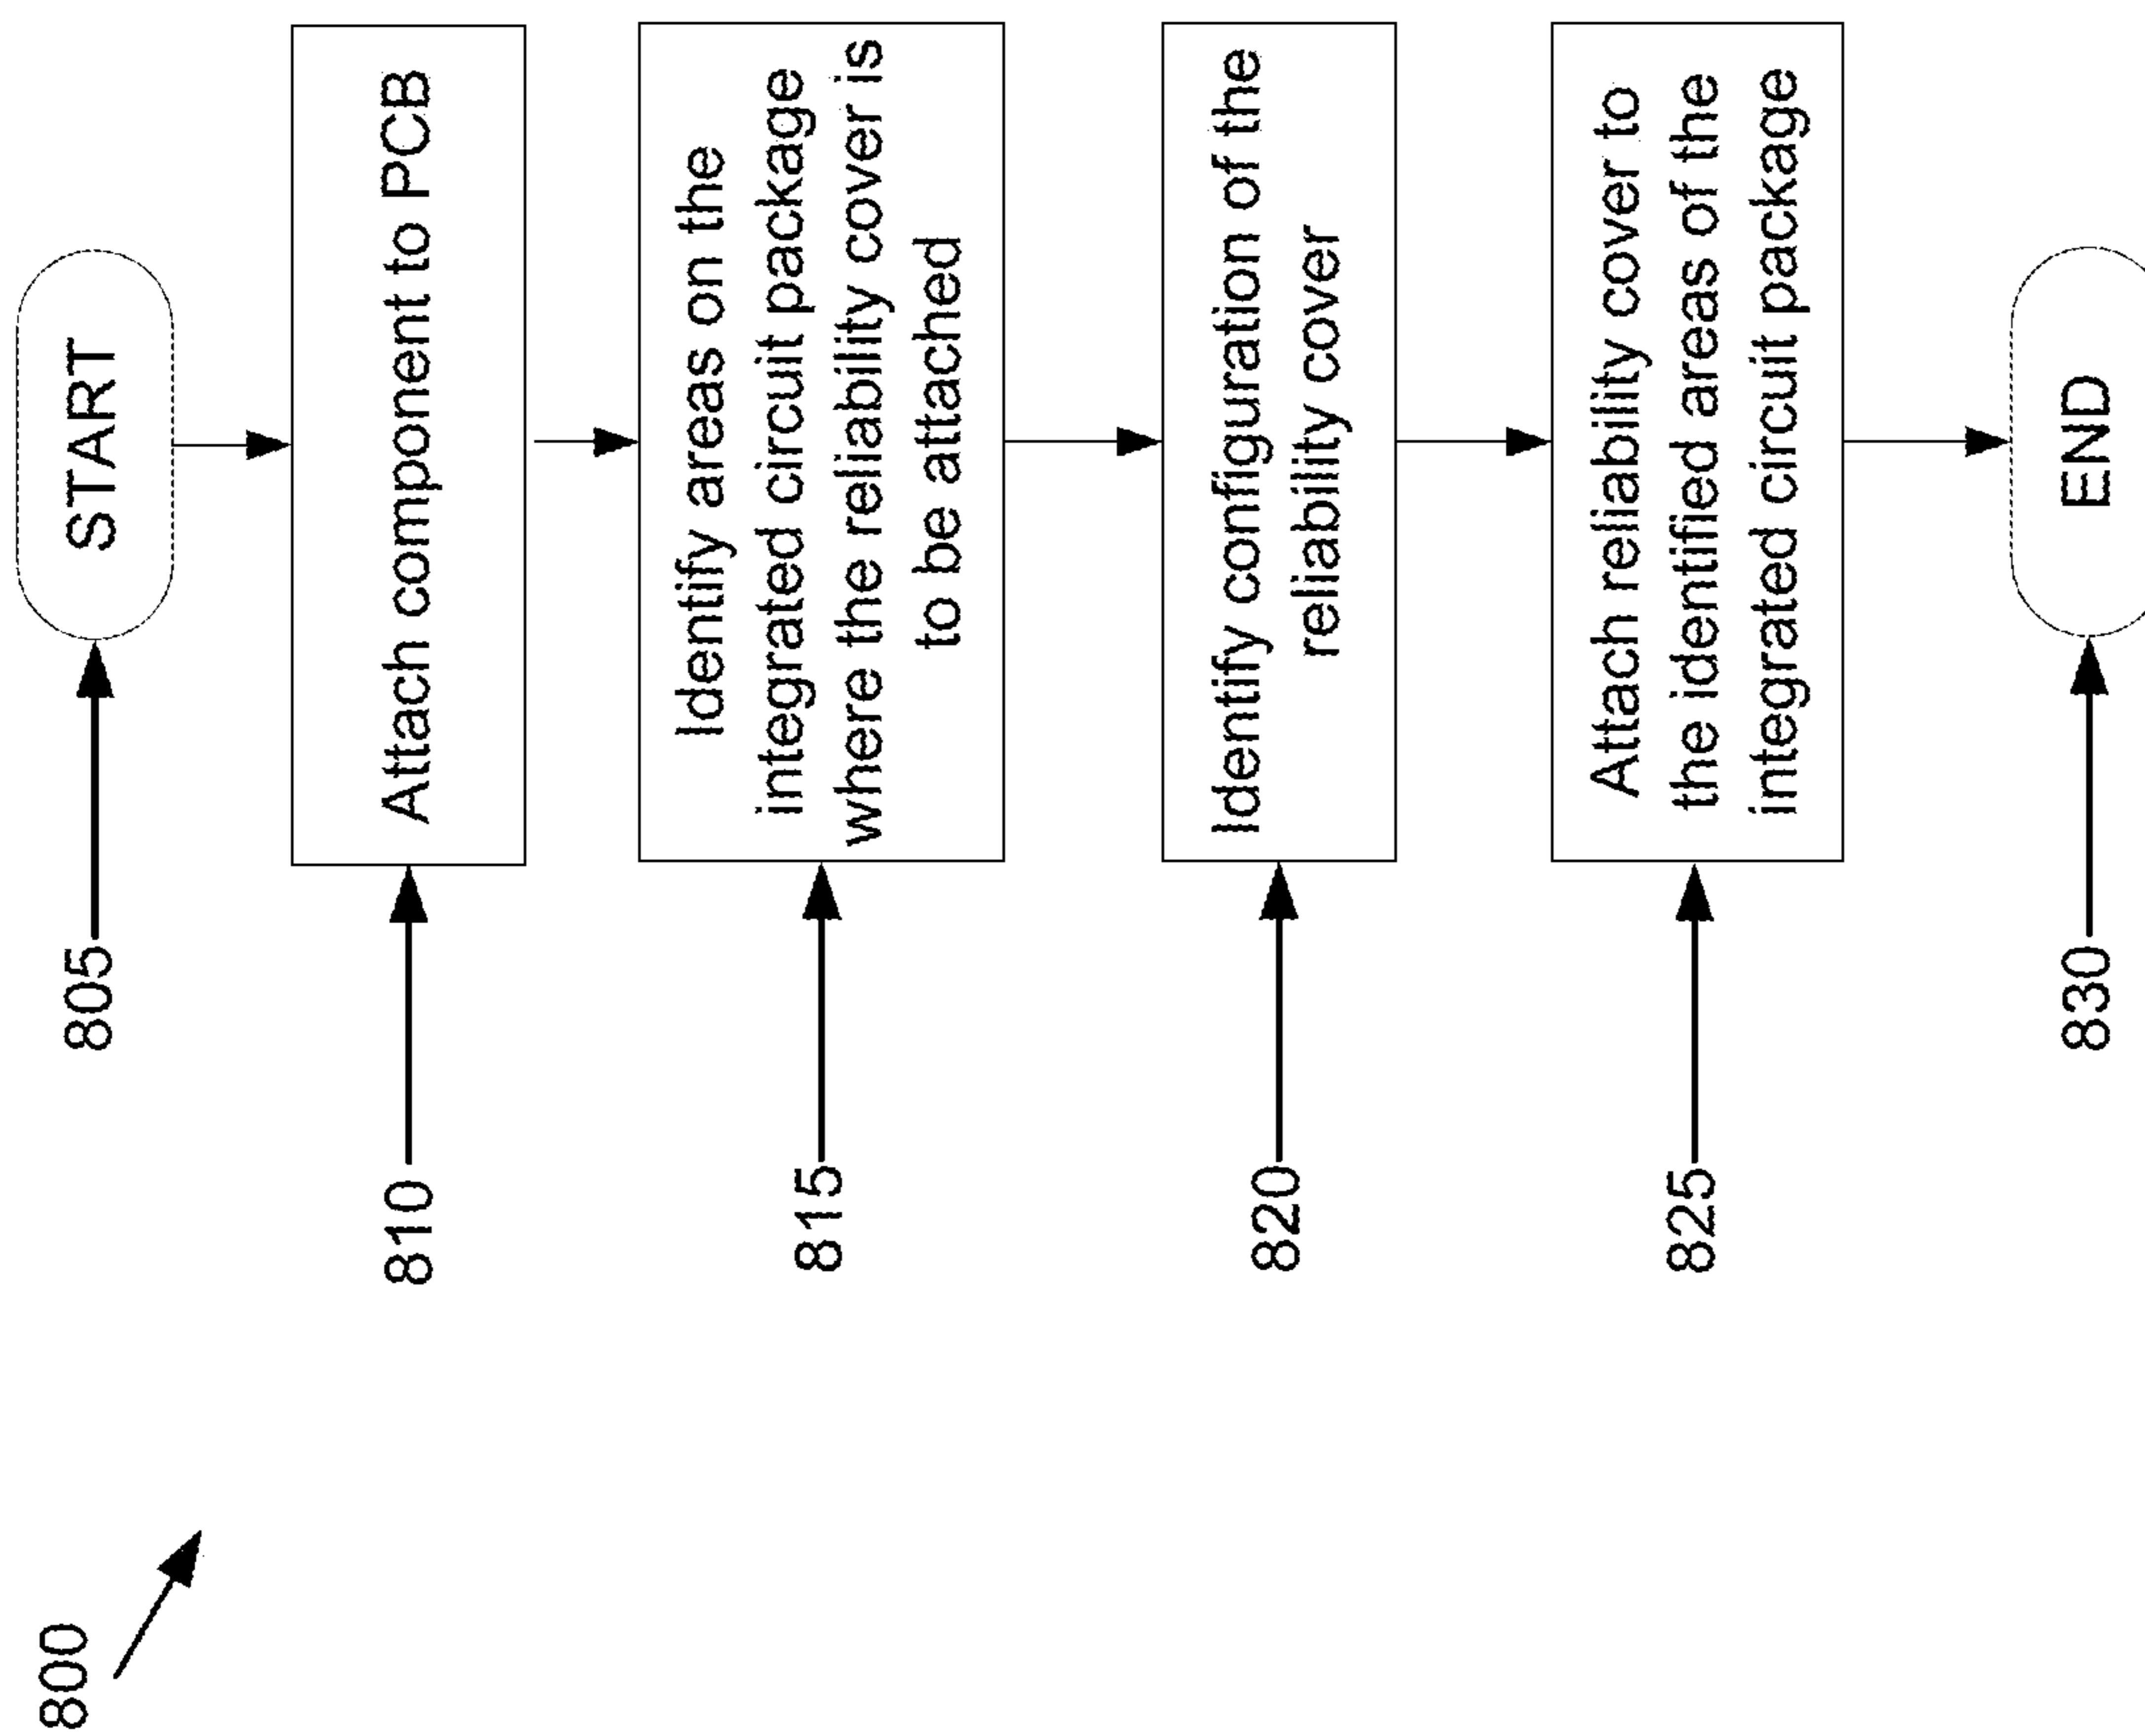 800
805
START
810
Attach component to PCB
815
Identify areas on the
integrated circuit package
where the reliability cover is
to be attached
820
Identify configuration of the
reliability cover
825
Attach reliability cover to
the identified areas of the
integrated circuit package
830
END